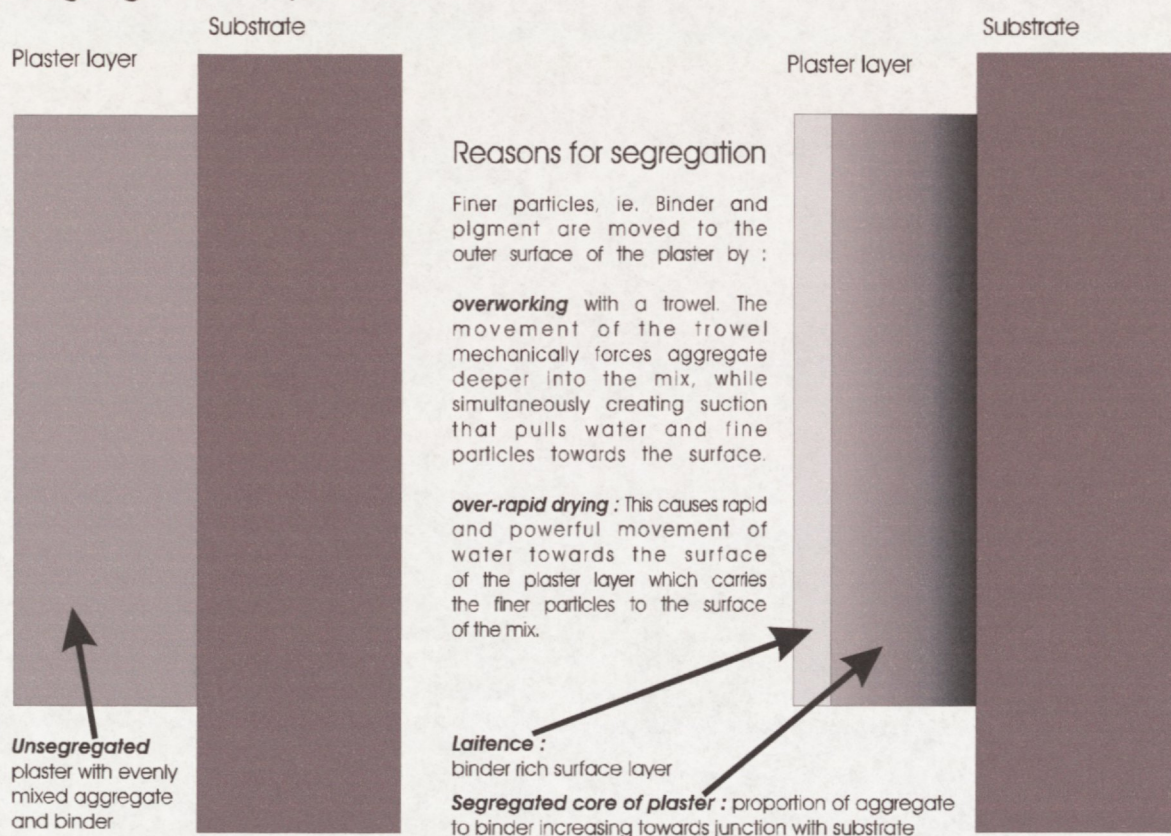 Substrate
Plaster layer
Substrate
Plaster layer
Reasons for segregation
Finer particles, ie. Binder and
pigment are moved to the
outer surface of the plaster by :
overworking with a trowel. The
movement of the trowel
mechanically forces aggregate
deeper into the mix, while
simultaneously creating suction
that pulls water and fine
particles towards the surface.
over-rapid drying : This causes rapid
and powerful movement of
water towards the surface
of the plaster layer which carries
the finer particles to the surface
of the mix.
Unsegregated
plaster with evenly
mixed aggregate
and binder
Laitence :
binder rich surface layer
Segregated core of plaster : proportion of aggregate
to binder increasing towards junction with substrate